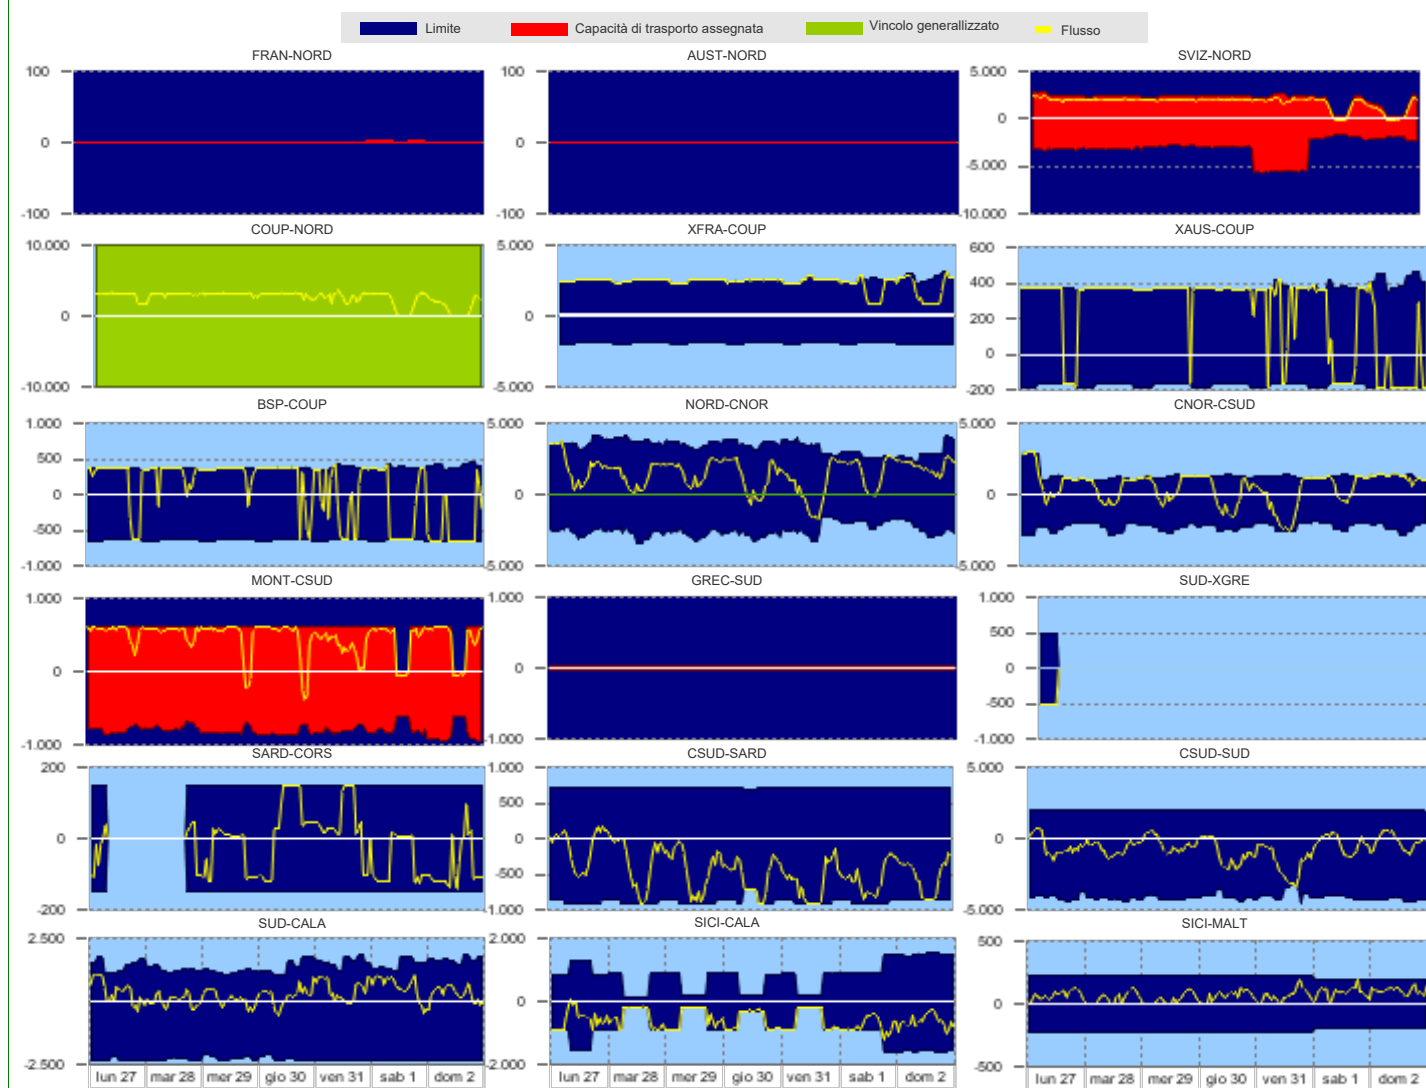 Limite Capacità di trasporto assegnata Vincolo generallizzato Flusso
FRAN-NORD AUST-NORD SVIZ-NORD
100 100 5.000
0 0 0
-5.000
-100 -100 -10.000
COUP-NORD XFRA-COUP XAUS-COUP
10.000 5.000 600
400
200
0 0 0
-10.000 -5.000 -200
BSP-COUP NORD-CNOR CNOR-CSUD
1.000 5.000 5.000
500
0 0 0
-500
-1.000 -5.000 -5.000
MONT-CSUD GREC-SUD SUD-XGRE
1.000 1.000 1.000
500
0 0 0
-500
-1.000 -1.000 -1.000
SARD-CORS CSUD-SARD CSUD-SUD
200 1.000 5.000
500
0 0 0
-500
-200 -1.000 -5.000
SUD-CALA SICI-CALA SICI-MALT
2.500 2.000 500
0 0 0
-2.500 -2.000 -500
lun 27 mar 28 mer 29 gio 30 ven 31 sab 1 dom 2 lun 27 mar 28 mer 29 gio 30 ven 31 sab 1 dom 2 lun 27 mar 28 mer 29 gio 30 ven 31 sab 1 dom 2